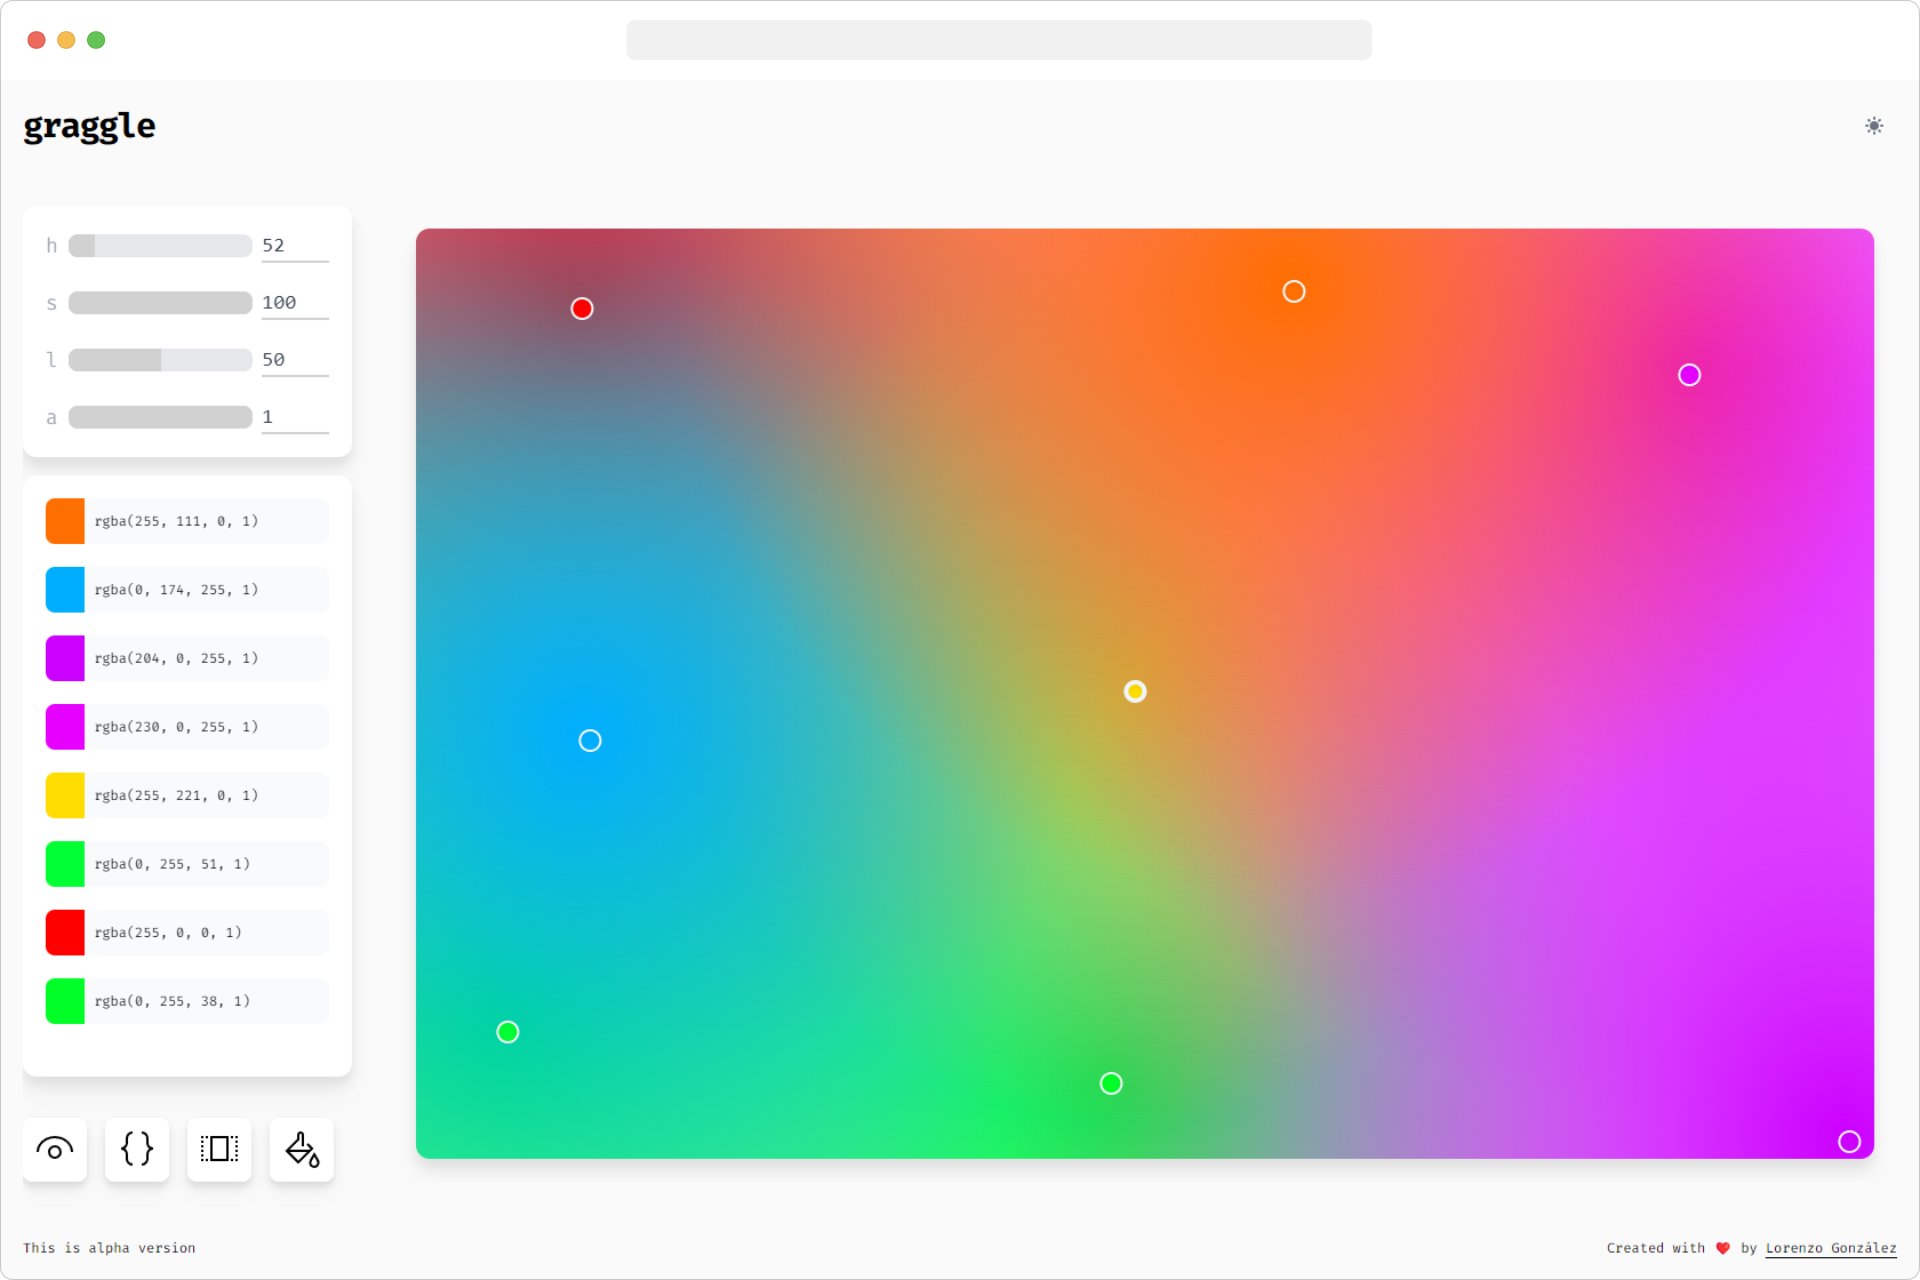 graggle
h 52
s 100
l 50
a 1
rgba(255, 111, 0, 1)
rgba(0, 174, 255, 1)
rgba(204, 0, 255, 1)
rgba(230, 0, 255, 1)
rgba(255, 221, 0, 1)
rgba(0, 255, 51, 1)
rgba(255, 0, 0, 1)
rgba(0, 255, 38, 1)
This is alpha version
Created with ❤️ by Lorenzo González